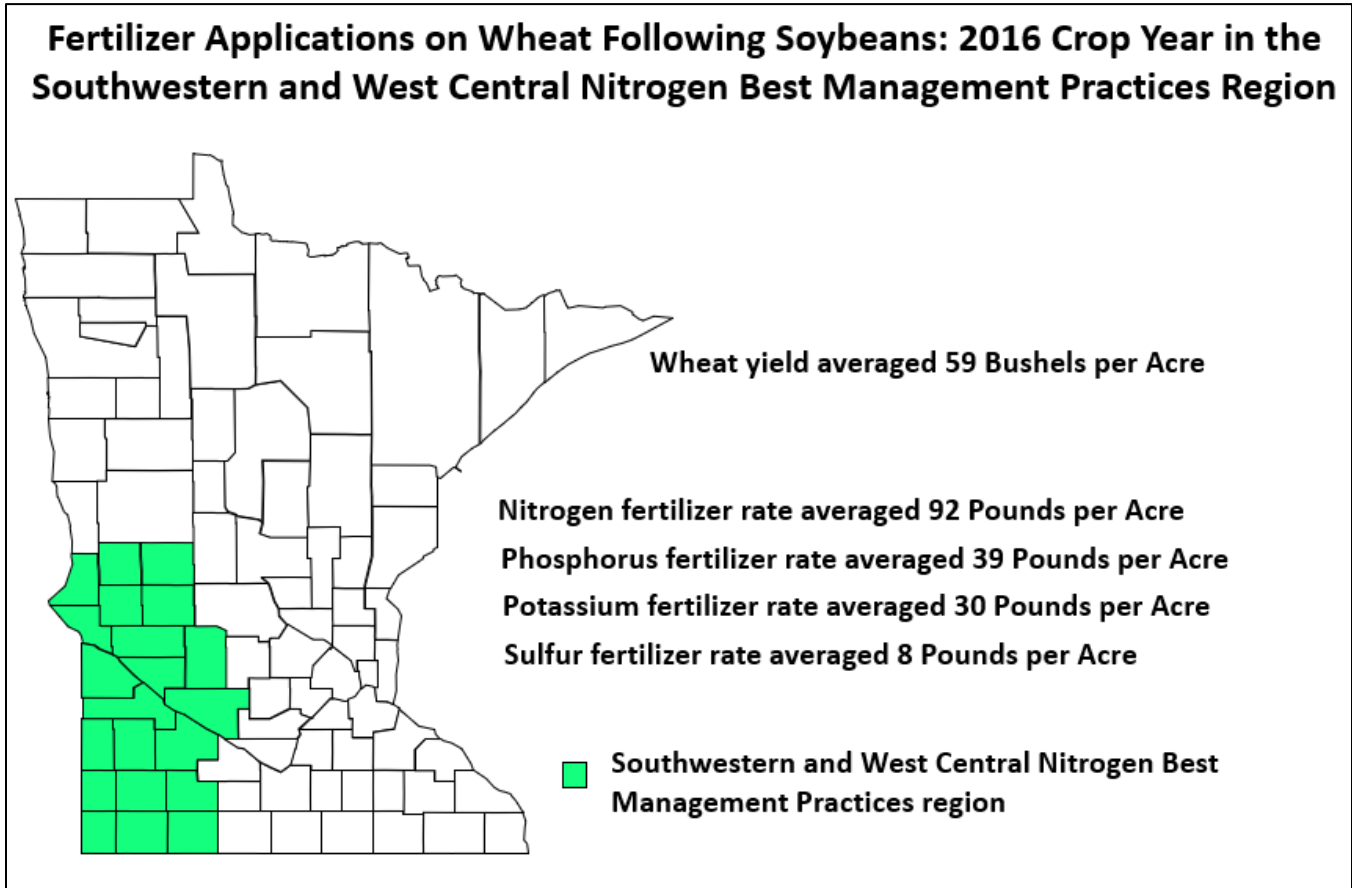 Fertilizer Applications on Wheat Following Soybeans: 2016 Crop Year in the
Southwestern and West Central Nitrogen Best Management Practices Region
Wheat yield averaged 59 Bushels per Acre
Nitrogen fertilizer rate averaged 92 Pounds per Acre
Phosphorus fertilizer rate averaged 39 Pounds per Acre
Potassium fertilizer rate averaged 30 Pounds per Acre
Sulfur fertilizer rate averaged 8 Pounds per Acre
Southwestern and West Central Nitrogen Best
Management Practices region